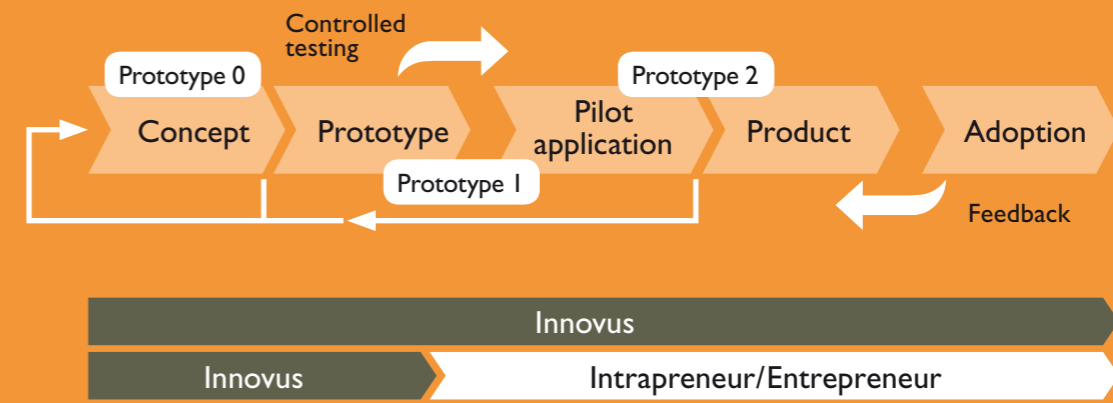 Controlled
testing
Prototype 0
Prototype 2
Concept
Prototype
Pilot
application
Product
Adoption
Prototype 1
Feedback
Innovus
Innovus
Intrapreneur/Entrepreneur